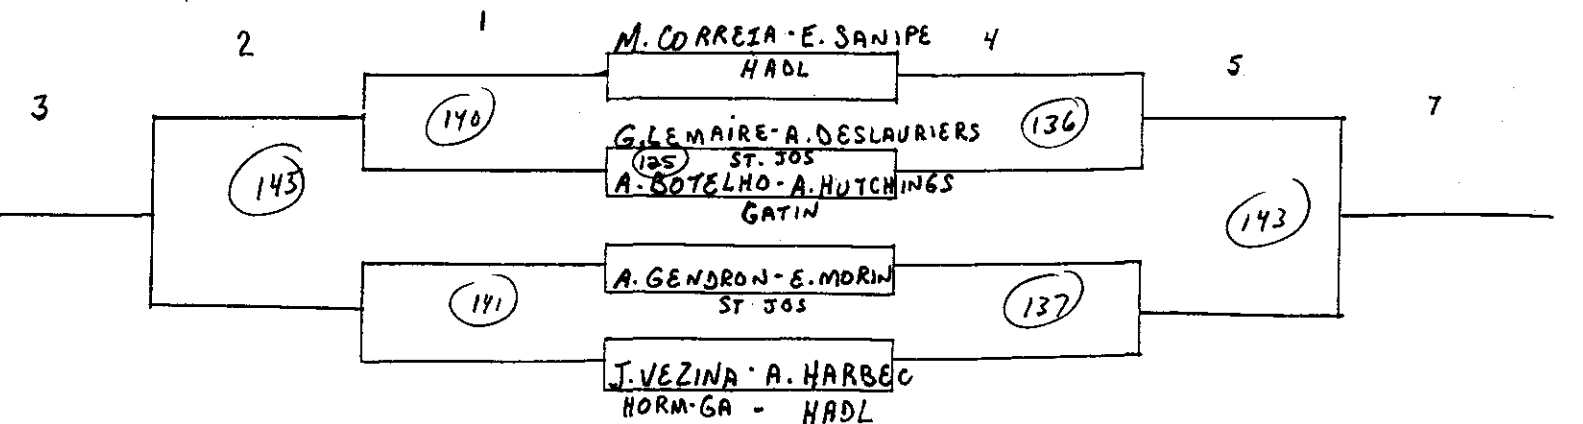 1
2
M. CORREIA - E. SANIPE
4
HADL
5
3
7
140
G. LEMAIRE - A. DESLAURIERS
136
125 ST. JOS
A. BOTELHO - A. HUTCHINGS
145
GATIN
143
A. GENDRON - E. MORIN
141
ST JOS
137
J. VEZINA - A. HARBEC
HORM-GA - HADL